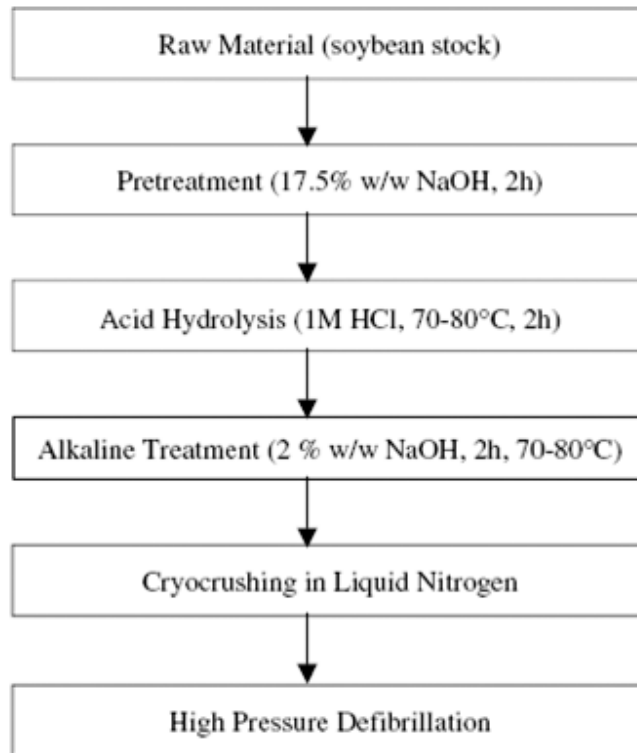 Raw Material (soybean stock)
Pretreatment (17.5% w/w NaOH, 2h)
Acid Hydrolysis (1M HCl, 70-80°C, 2h)
Alkaline Treatment (2 % w/w NaOH, 2h, 70-80°C)
Cryocrushing in Liquid Nitrogen
High Pressure Defibrillation